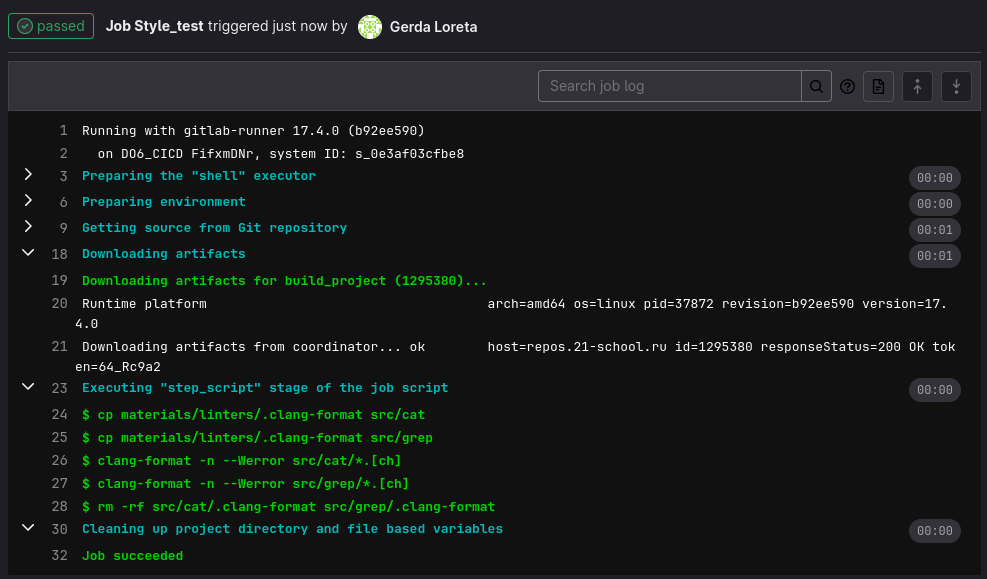 passed Job Style_test triggered just now by Gerda Loreta
Search job log
1 Running with gitlab-runner 17.4.0 (b92ee590)
2 on DO6_CICD FifxmDNr, system ID: s_0e3af03cfbe8
3 Preparing the "shell" executor 00:00
6 Preparing environment 00:00
9 Getting source from Git repository 00:01
18 Downloading artifacts 00:01
19 Downloading artifacts for build_project (1295380)...
20 Runtime platform arch=amd64 os=linux pid=37872 revision=b92ee590 version=17.
4.0
21 Downloading artifacts from coordinator... ok host=repos.21-school.ru id=1295380 responseStatus=200 OK tok
en=64_Rc9a2
23 Executing "step_script" stage of the job script 00:00
24 $ cp materials/linters/.clang-format src/cat
25 $ cp materials/linters/.clang-format src/grep
26 $ clang-format -n --Werror src/cat/*.[ch]
27 $ clang-format -n --Werror src/grep/*.[ch]
28 $ rm -rf src/cat/.clang-format src/grep/.clang-format
30 Cleaning up project directory and file based variables 00:00
32 Job succeeded